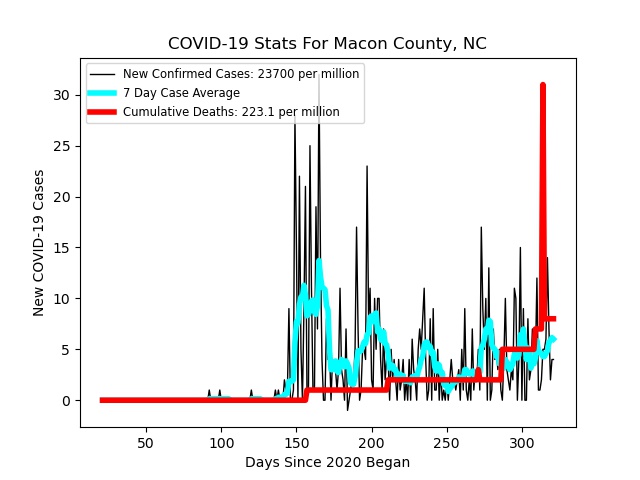 COVID-19 Stats For Macon County, NC
New Confirmed Cases: 23700 per million
7 Day Case Average
Cumulative Deaths: 223.1 per million
New COVID-19 Cases
30
25
20
15
10
5
0
50 100 150 200 250 300
Days Since 2020 Began